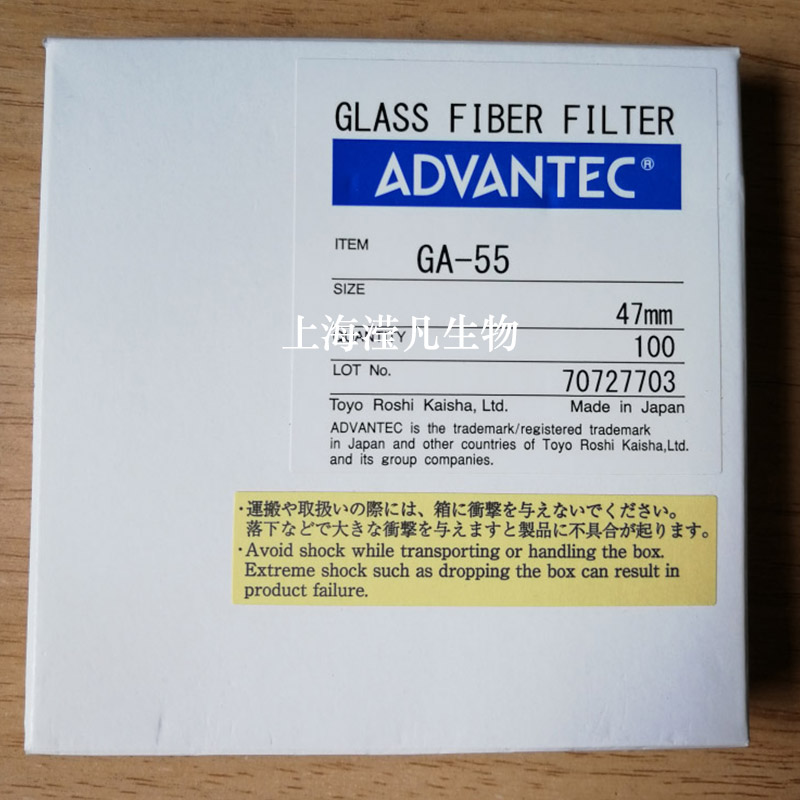 GLASS FIBER FILTER
ADVANTEC®
ITEM GA-55
SIZE 47mm
上海滢凡生物
QUANTITY 100
LOT No. 70727703
Toyo Roshi Kaisha, Ltd. Made in Japan
ADVANTEC is the trademark/registered trademark
in Japan and other countries of Toyo Roshi Kaisha,Ltd.
and its group companies.
・運搬や取扱いの際には、箱に衝撃を与えないでください。
落下などで大きな衝撃を与えますと製品に不具合が起ります。
・Avoid shock while transporting or handling the box.
Extreme shock such as dropping the box can result in
product failure.